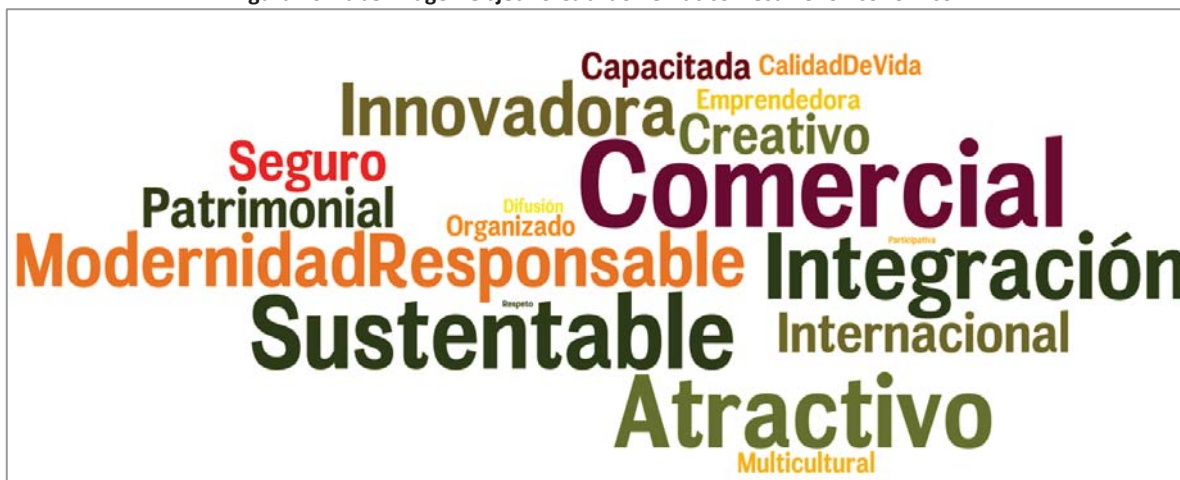 Capacitada CalidadDeVida
Innovadora Emprendedora
Creativo
Seguro Comercial
Patrimonial Difusión
Organizado
ModernidadResponsable Participativa
Integración
Respeto
Sustentable Internacional
Atractivo
Multicultural